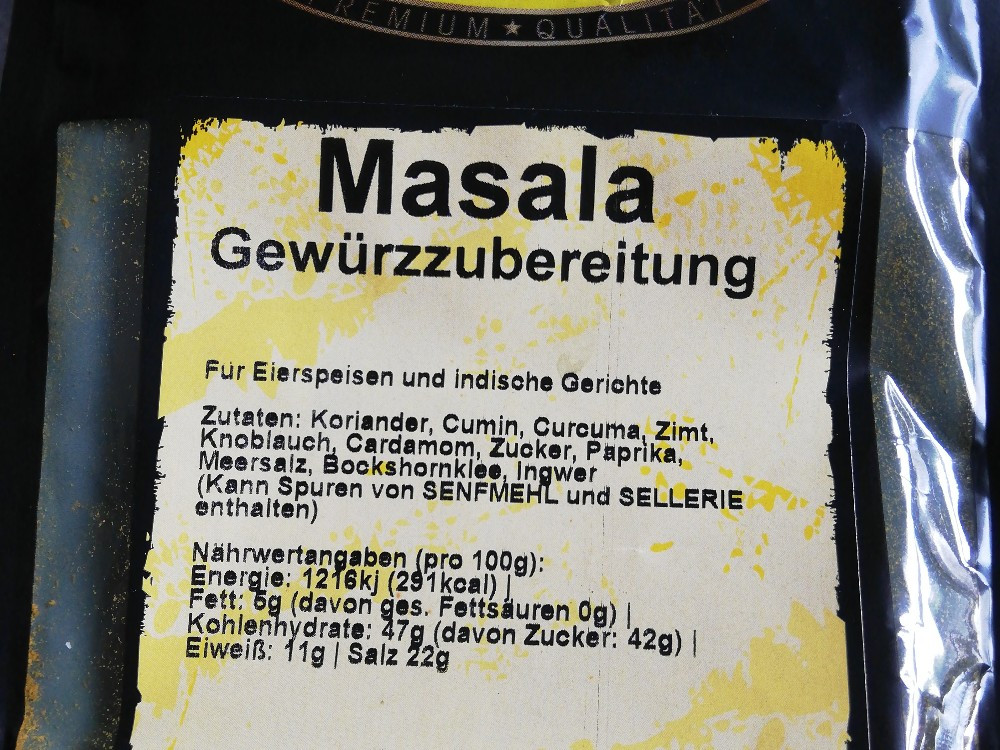 PREMIUM ★ QUALITÄT
Masala
Gewürzzubereitung
Für Eierspeisen und indische Gerichte
Zutaten: Koriander, Cumin, Curcuma, Zimt,
Knoblauch, Cardamom, Zucker, Paprika,
Meersalz, Bockshornklee, Ingwer
(Kann Spuren von SENFMEHL und SELLERIE
enthalten)
Nährwertangaben (pro 100g):
Energie: 1216kj (291kcal) |
Fett: 5g (davon ges. Fettsäuren 0g) |
Kohlenhydrate: 47g (davon Zucker: 42g) |
Eiweiß: 11g | Salz 22g